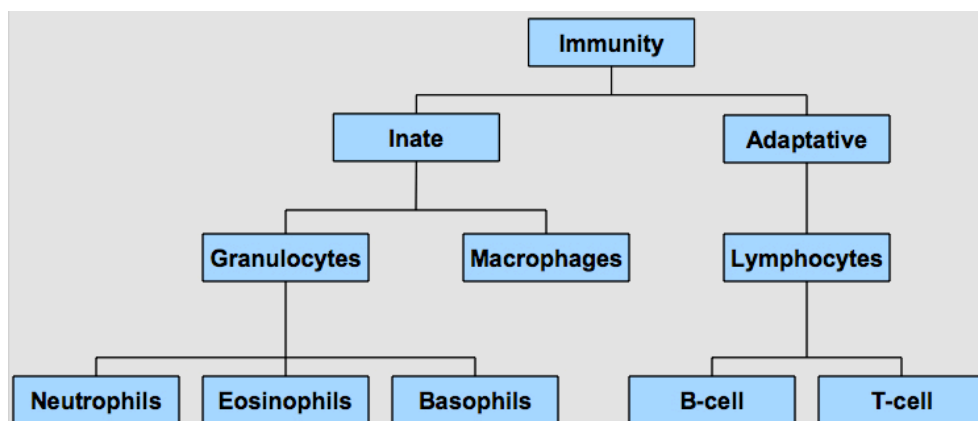 Immunity
Inate
Adaptative
Granulocytes
Macrophages
Lymphocytes
Neutrophils
Eosinophils
Basophils
B-cell
T-cell